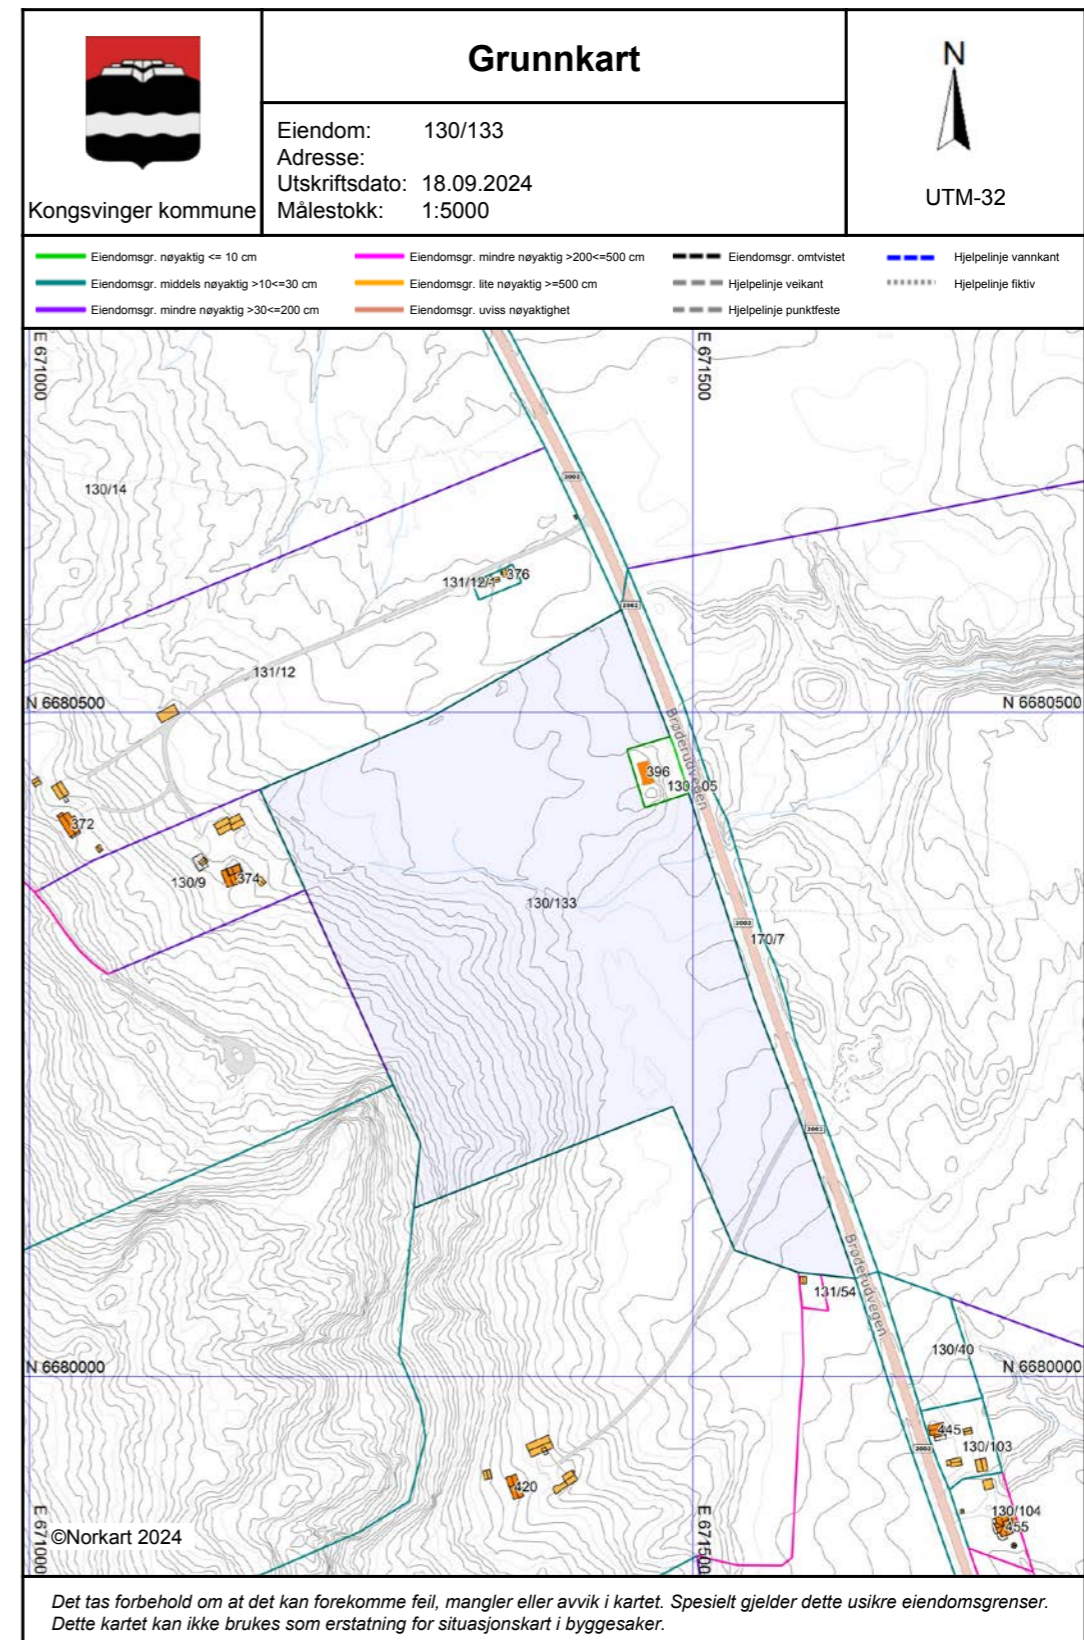 Grunnkart
Kongsvinger kommune
Eiendom: 130/133
Adresse:
Utskriftsdato: 18.09.2024
Målestokk: 1:5000
N
UTM-32
Eiendomsgr. nøyaktig <= 10 cm
Eiendomsgr. middels nøyaktig >10<=30 cm
Eiendomsgr. mindre nøyaktig >30<=200 cm
Eiendomsgr. mindre nøyaktig >200<=500 cm
Eiendomsgr. lite nøyaktig >=500 cm
Eiendomsgr. uviss nøyaktighet
Eiendomsgr. omtvistet
Hjelpelinje veikant
Hjelpelinje punktfeste
Hjelpelinje vannkant
Hjelpelinje fiktiv
E 671000
E 671500
2002
130/14
131/12/1
376
2002
131/12
N 6680500
N 6680500
Brøderudvegen
396
372
130/9
374
130/133
2002
170/7
2002
Brøderudvegen
131/54
130/40
N 6680000
N 6680000
445
2002
130/103
420
130/104
455
E 671000
E 671500
©Norkart 2024
Det tas forbehold om at det kan forekomme feil, mangler eller avvik i kartet. Spesielt gjelder dette usikre eiendomsgrenser.
Dette kartet kan ikke brukes som erstatning for situasjonskart i byggesaker.